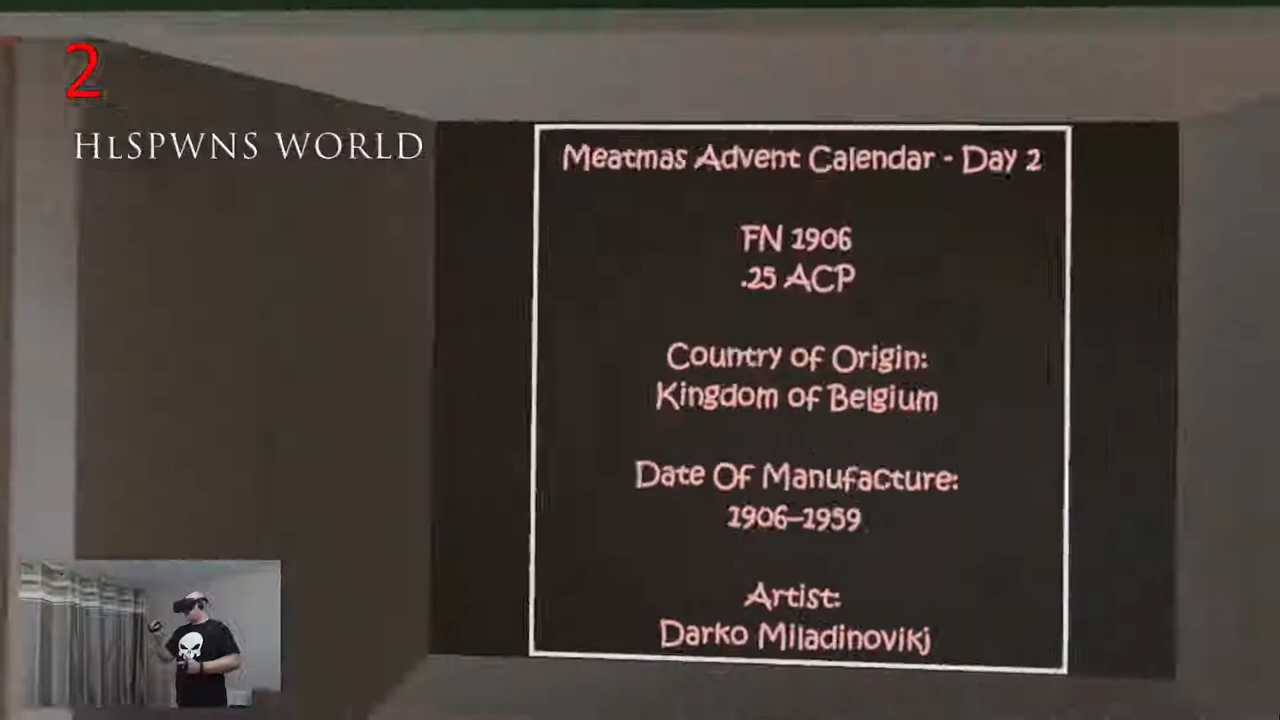 2
HLSPWNS WORLD
Meatmas Advent Calendar - Day 2
FN 1906
.25 ACP
Country of Origin:
Kingdom of Belgium
Date Of Manufacture:
1906–1959
Artist:
Darko Miladinovikj